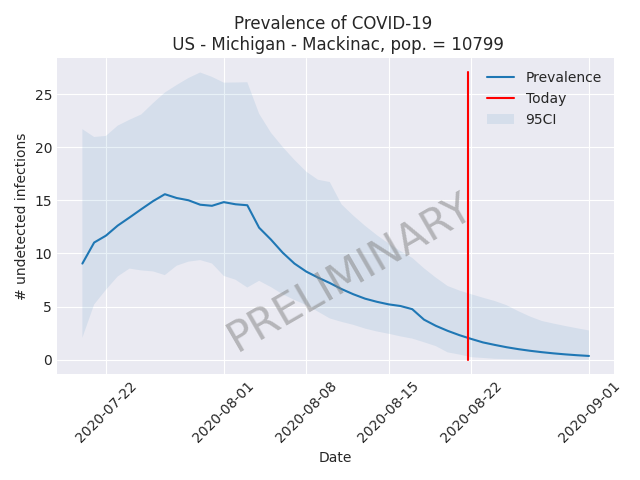 Prevalence of COVID-19
US - Michigan - Mackinac, pop. = 10799
# undetected infections
25
20
15
10
5
0
Prevalence
Today
95CI
PRELIMINARY
2020-07-22
2020-08-01
2020-08-08
2020-08-15
2020-08-22
2020-09-01
Date